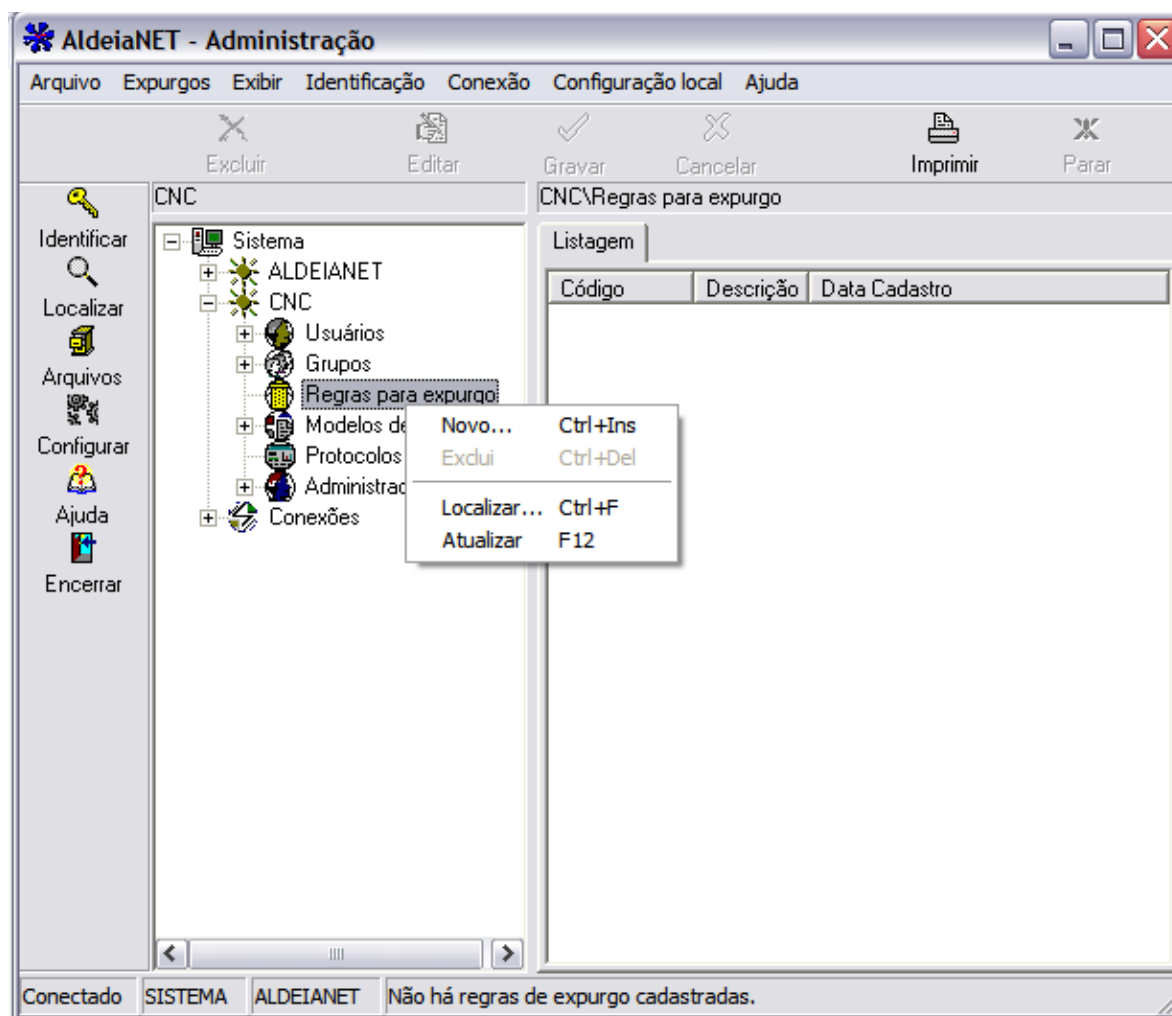 AldeiaNET - Administração
Arquivo Expurgos Exibir Identificação Conexão Configuração local Ajuda
Excluir Editar Gravar Cancelar Imprimir Parar
Identificar
Localizar
Arquivos
Configurar
Ajuda
Encerrar
CNC
Sistema
ALDEIANET
CNC
Usuários
Grupos
Regras para expurgo
Modelos de
Protocolos
Administrad
Conexões
Novo... Ctrl+Ins
Exclui Ctrl+Del
Localizar... Ctrl+F
Atualizar F12
CNC\Regras para expurgo
Listagem
Código Descrição Data Cadastro
Conectado SISTEMA ALDEIANET Não há regras de expurgo cadastradas.